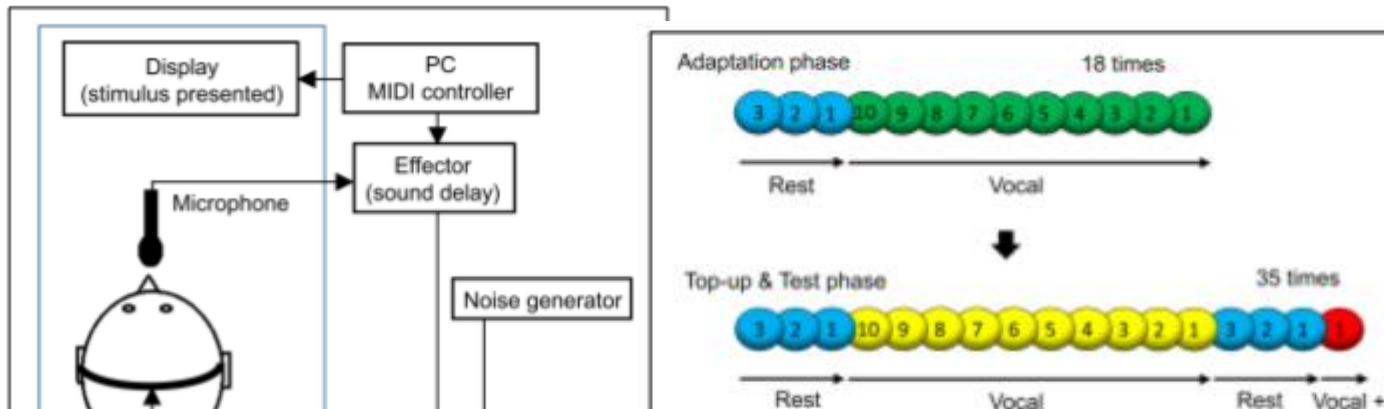 Display
(stimulus presented)
PC
MIDI controller
Effector
(sound delay)
Microphone
Noise generator
Adaptation phase 18 times
3 2 1 10 9 8 7 6 5 4 3 2 1
Rest Vocal
Top-up & Test phase 35 times
3 2 1 10 9 8 7 6 5 4 3 2 1 3 2 1 1
Rest Vocal Rest Vocal +